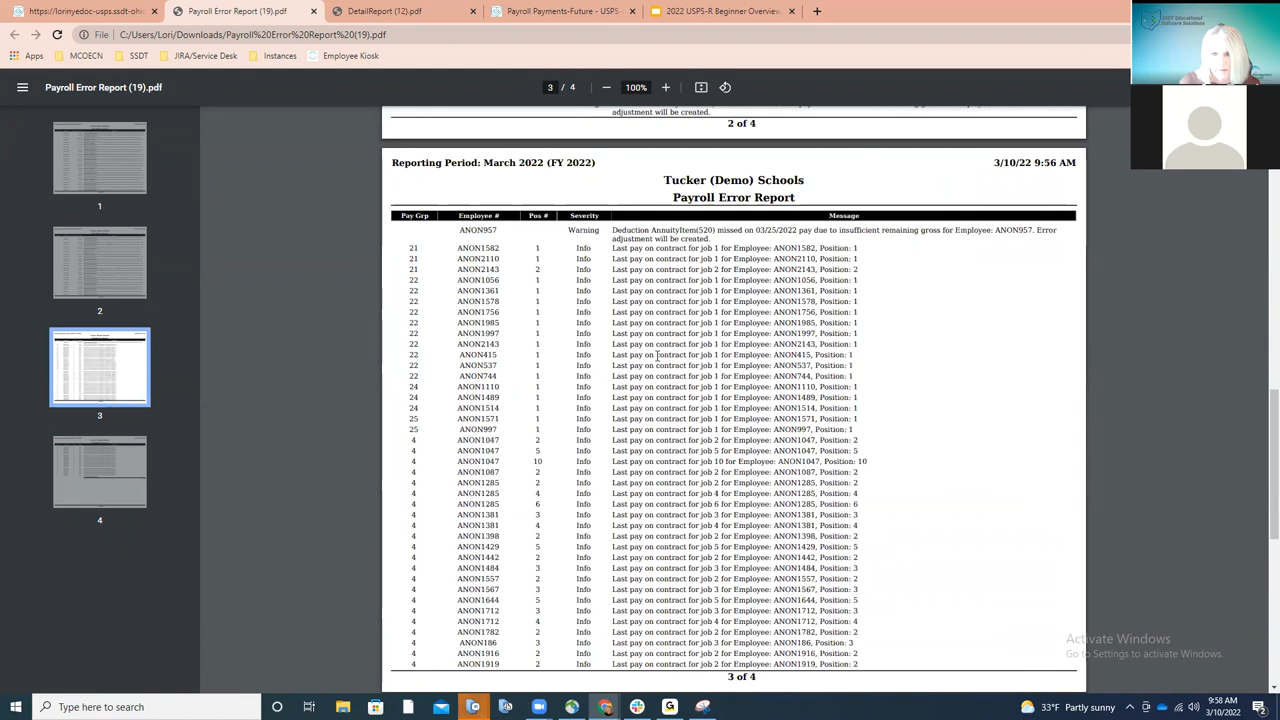 https://lorinyedenc-usps.ssdt-ohic
Payroll Error Report (19).pdf
DetailReport (12).pdf
Payroll Payments-Future - USPS-
2022 USPS-R Beginner Overview
File
C:/Users/Lori/Downloads/Payroll%20Error%20Report%20(19).pdf
Apps
MCOECN
SSDT
JIRA/Service Desk
Instances
Employee Kiosk
SSDT Educational
Software Solutions
Payroll Error Report (19).pdf
3 / 4
100%
1
2
3
4
adjustment will be created.
2 of 4
Reporting Period: March 2022 (FY 2022)
3/10/22 9:56 AM
Tucker (Demo) Schools
Payroll Error Report
Pay Grp Employee # Pos # Severity Message
ANON957 Warning Deduction AnnuityItem(520) missed on 03/25/2022 pay due to insufficient remaining gross for Employee: ANON957. Error
adjustment will be created.
21 ANON1582 1 Info Last pay on contract for job 1 for Employee: ANON1582, Position: 1
21 ANON2110 1 Info Last pay on contract for job 1 for Employee: ANON2110, Position: 1
21 ANON2143 2 Info Last pay on contract for job 2 for Employee: ANON2143, Position: 2
22 ANON1056 1 Info Last pay on contract for job 1 for Employee: ANON1056, Position: 1
22 ANON1361 1 Info Last pay on contract for job 1 for Employee: ANON1361, Position: 1
22 ANON1578 1 Info Last pay on contract for job 1 for Employee: ANON1578, Position: 1
22 ANON1756 1 Info Last pay on contract for job 1 for Employee: ANON1756, Position: 1
22 ANON1985 1 Info Last pay on contract for job 1 for Employee: ANON1985, Position: 1
22 ANON1997 1 Info Last pay on contract for job 1 for Employee: ANON1997, Position: 1
22 ANON2143 1 Info Last pay on contract for job 1 for Employee: ANON2143, Position: 1
22 ANON415 1 Info Last pay on contract for job 1 for Employee: ANON415, Position: 1
22 ANON537 1 Info Last pay on contract for job 1 for Employee: ANON537, Position: 1
22 ANON744 1 Info Last pay on contract for job 1 for Employee: ANON744, Position: 1
24 ANON1110 1 Info Last pay on contract for job 1 for Employee: ANON1110, Position: 1
24 ANON1489 1 Info Last pay on contract for job 1 for Employee: ANON1489, Position: 1
24 ANON1514 1 Info Last pay on contract for job 1 for Employee: ANON1514, Position: 1
25 ANON1571 1 Info Last pay on contract for job 1 for Employee: ANON1571, Position: 1
25 ANON997 1 Info Last pay on contract for job 1 for Employee: ANON997, Position: 1
4 ANON1047 2 Info Last pay on contract for job 2 for Employee: ANON1047, Position: 2
4 ANON1047 5 Info Last pay on contract for job 5 for Employee: ANON1047, Position: 5
4 ANON1047 10 Info Last pay on contract for job 10 for Employee: ANON1047, Position: 10
4 ANON1087 2 Info Last pay on contract for job 2 for Employee: ANON1087, Position: 2
4 ANON1285 2 Info Last pay on contract for job 2 for Employee: ANON1285, Position: 2
4 ANON1285 4 Info Last pay on contract for job 4 for Employee: ANON1285, Position: 4
4 ANON1285 6 Info Last pay on contract for job 6 for Employee: ANON1285, Position: 6
4 ANON1381 3 Info Last pay on contract for job 3 for Employee: ANON1381, Position: 3
4 ANON1381 4 Info Last pay on contract for job 4 for Employee: ANON1381, Position: 4
4 ANON1398 2 Info Last pay on contract for job 2 for Employee: ANON1398, Position: 2
4 ANON1429 5 Info Last pay on contract for job 5 for Employee: ANON1429, Position: 5
4 ANON1442 2 Info Last pay on contract for job 2 for Employee: ANON1442, Position: 2
4 ANON1484 3 Info Last pay on contract for job 3 for Employee: ANON1484, Position: 3
4 ANON1557 2 Info Last pay on contract for job 2 for Employee: ANON1557, Position: 2
4 ANON1567 3 Info Last pay on contract for job 3 for Employee: ANON1567, Position: 3
4 ANON1644 5 Info Last pay on contract for job 5 for Employee: ANON1644, Position: 5
4 ANON1712 3 Info Last pay on contract for job 3 for Employee: ANON1712, Position: 3
4 ANON1712 4 Info Last pay on contract for job 4 for Employee: ANON1712, Position: 4
4 ANON1782 2 Info Last pay on contract for job 2 for Employee: ANON1782, Position: 2
4 ANON186 3 Info Last pay on contract for job 3 for Employee: ANON186, Position: 3
4 ANON1916 2 Info Last pay on contract for job 2 for Employee: ANON1916, Position: 2
4 ANON1919 2 Info Last pay on contract for job 2 for Employee: ANON1919, Position: 2
3 of 4
Activate Windows
Go to Settings to activate Windows.
Type here to search
33°F Partly sunny
9:58 AM
3/10/2022
2